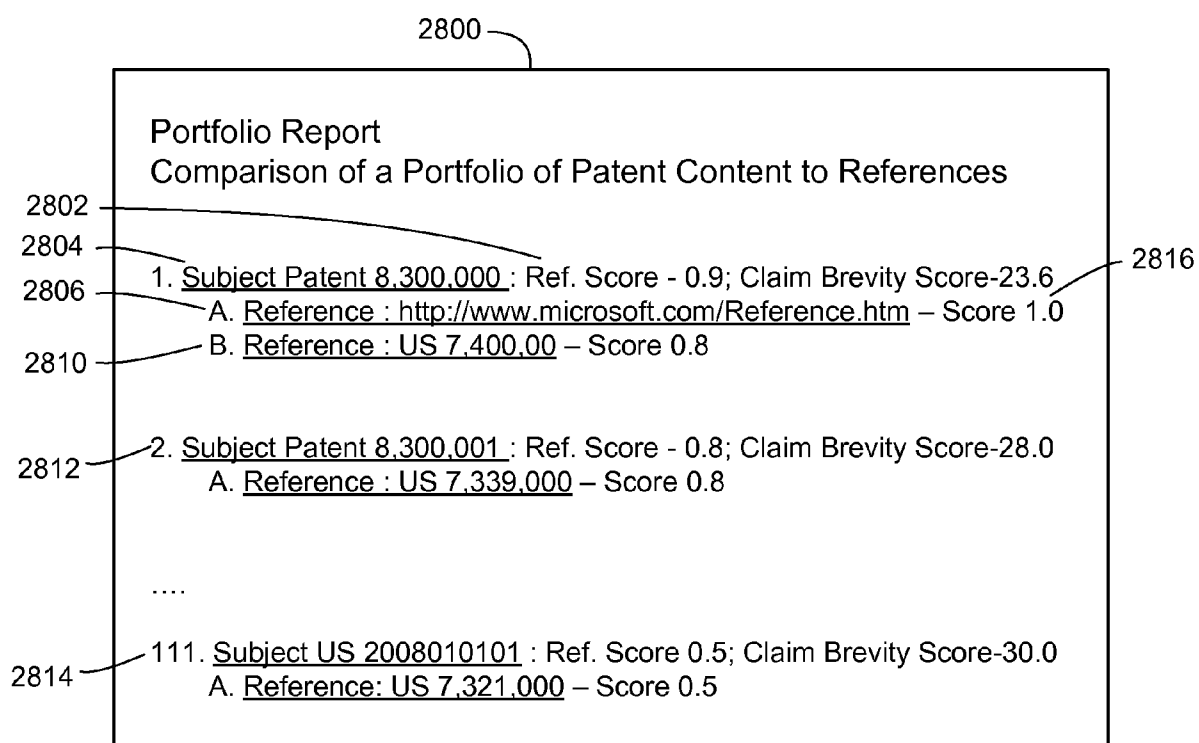 2800
Portfolio Report
Comparison of a Portfolio of Patent Content to References
2802
2804
2816
1. Subject Patent 8,300,000 : Ref. Score - 0.9; Claim Brevity Score-23.6
2806
A. Reference : http://www.microsoft.com/Reference.htm – Score 1.0
2810
B. Reference : US 7,400,00 – Score 0.8
2812
2. Subject Patent 8,300,001 : Ref. Score - 0.8; Claim Brevity Score-28.0
A. Reference : US 7,339,000 – Score 0.8
....
2814
111. Subject US 2008010101 : Ref. Score 0.5; Claim Brevity Score-30.0
A. Reference: US 7,321,000 – Score 0.5